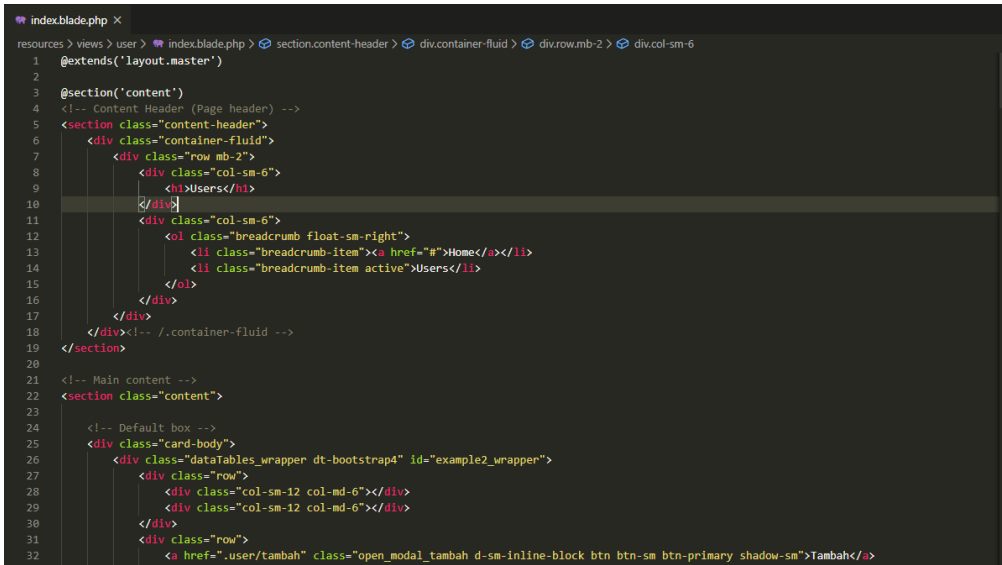 index.blade.php ×
resources > views > user > index.blade.php > section.content-header > div.container-fluid > div.row.mb-2 > div.col-sm-6
1 @extends('layout.master')
2
3 @section('content')
4 <!-- Content Header (Page header) -->
5 <section class="content-header">
6 <div class="container-fluid">
7 <div class="row mb-2">
8 <div class="col-sm-6">
9 <h1>Users</h1>
10 </div>
11 <div class="col-sm-6">
12 <ol class="breadcrumb float-sm-right">
13 <li class="breadcrumb-item"><a href="#">Home</a></li>
14 <li class="breadcrumb-item active">Users</li>
15 </ol>
16 </div>
17 </div>
18 </div><!-- /.container-fluid -->
19 </section>
20
21 <!-- Main content -->
22 <section class="content">
23
24 <!-- Default box -->
25 <div class="card-body">
26 <div class="dataTables_wrapper dt-bootstrap4" id="example2_wrapper">
27 <div class="row">
28 <div class="col-sm-12 col-md-6"></div>
29 <div class="col-sm-12 col-md-6"></div>
30 </div>
31 <div class="row">
32 <a href=".user/tambah" class="open_modal_tambah d-sm-inline-block btn btn-sm btn-primary shadow-sm">Tambah</a>